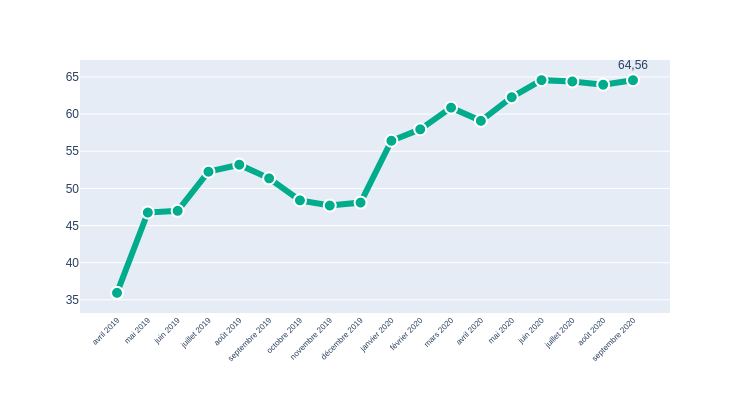 64,56
65
60
55
50
45
40
35
avril 2019
mai 2019
juin 2019
juillet 2019
août 2019
septembre 2019
octobre 2019
novembre 2019
décembre 2019
janvier 2020
février 2020
mars 2020
avril 2020
mai 2020
juin 2020
juillet 2020
août 2020
septembre 2020